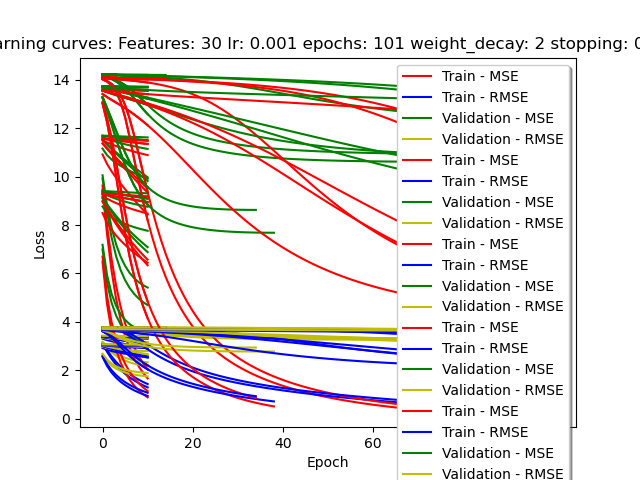 curves: Features: 30 lr: 0.001 epochs: 101 weight_decay: 2 stopping:
14
12
10
8
6
4
2
0
Loss
0
20
40
60
Epoch
Train - MSE
Train - RMSE
Validation - MSE
Validation - RMSE
Train - MSE
Train - RMSE
Validation - MSE
Validation - RMSE
Train - MSE
Train - RMSE
Validation - MSE
Validation - RMSE
Train - MSE
Train - RMSE
Validation - MSE
Validation - RMSE
Train - MSE
Train - RMSE
Validation - MSE
Validation - RMSE